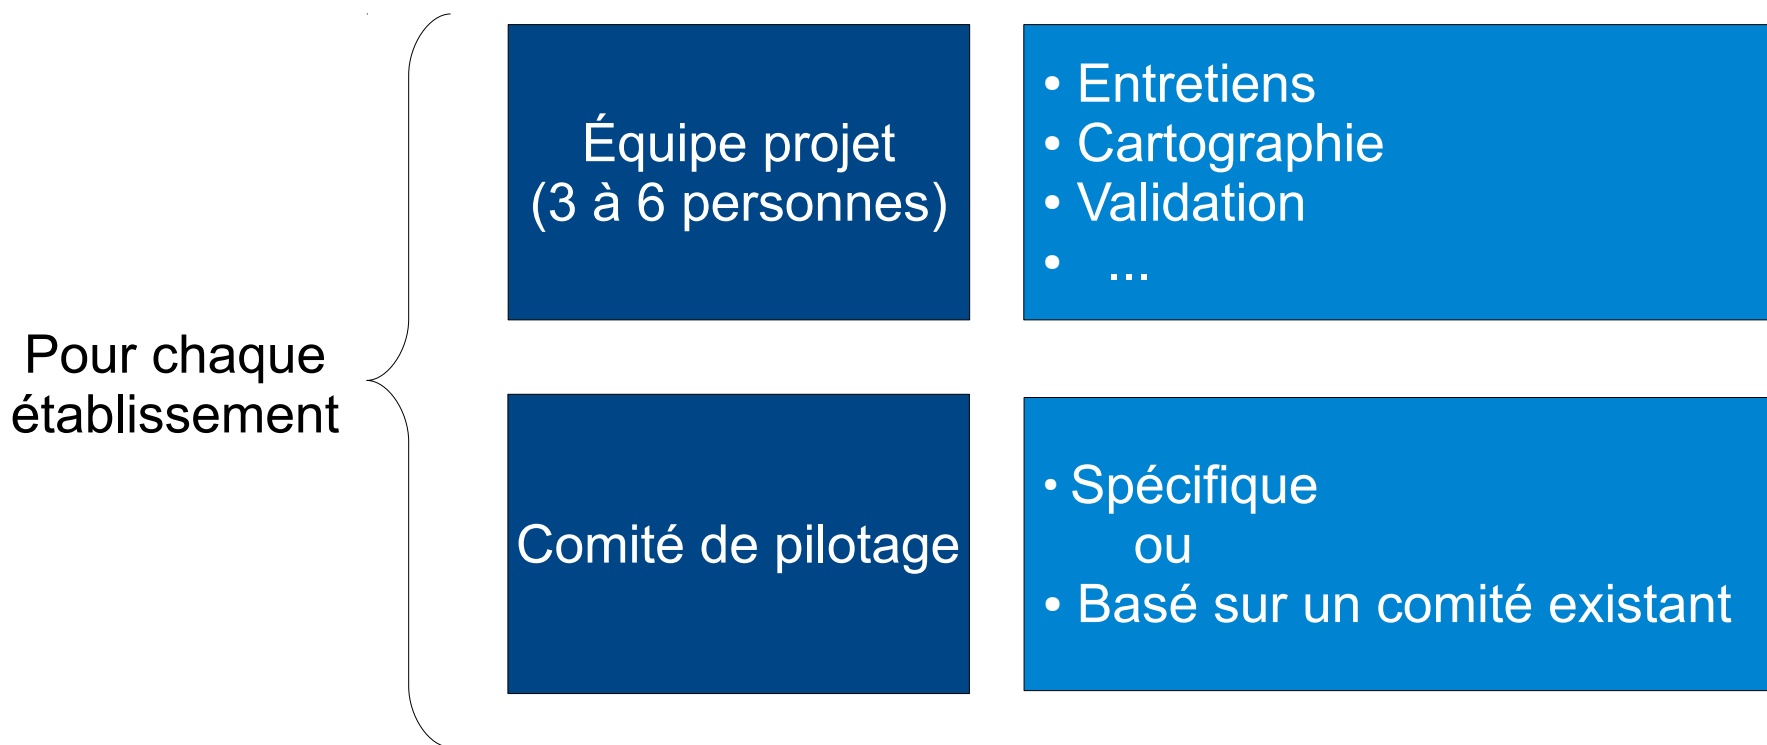 Pour chaque
établissement
Équipe projet
(3 à 6 personnes)
• Entretiens
• Cartographie
• Validation
• ...
Comité de pilotage
• Spécifique
ou
• Basé sur un comité existant